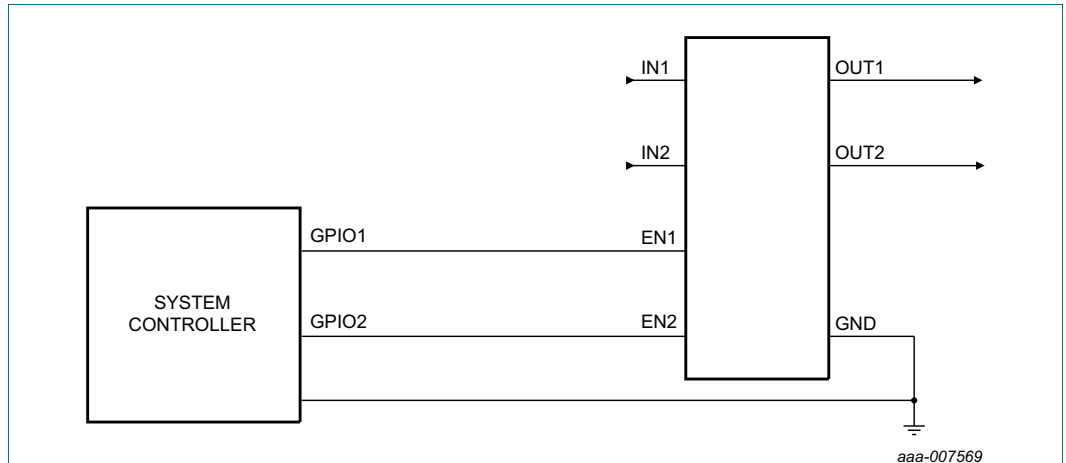 IN1
OUT1
IN2
OUT2
GPIO1
EN1
SYSTEM
CONTROLLER
GPIO2
EN2
GND
aaa-007569